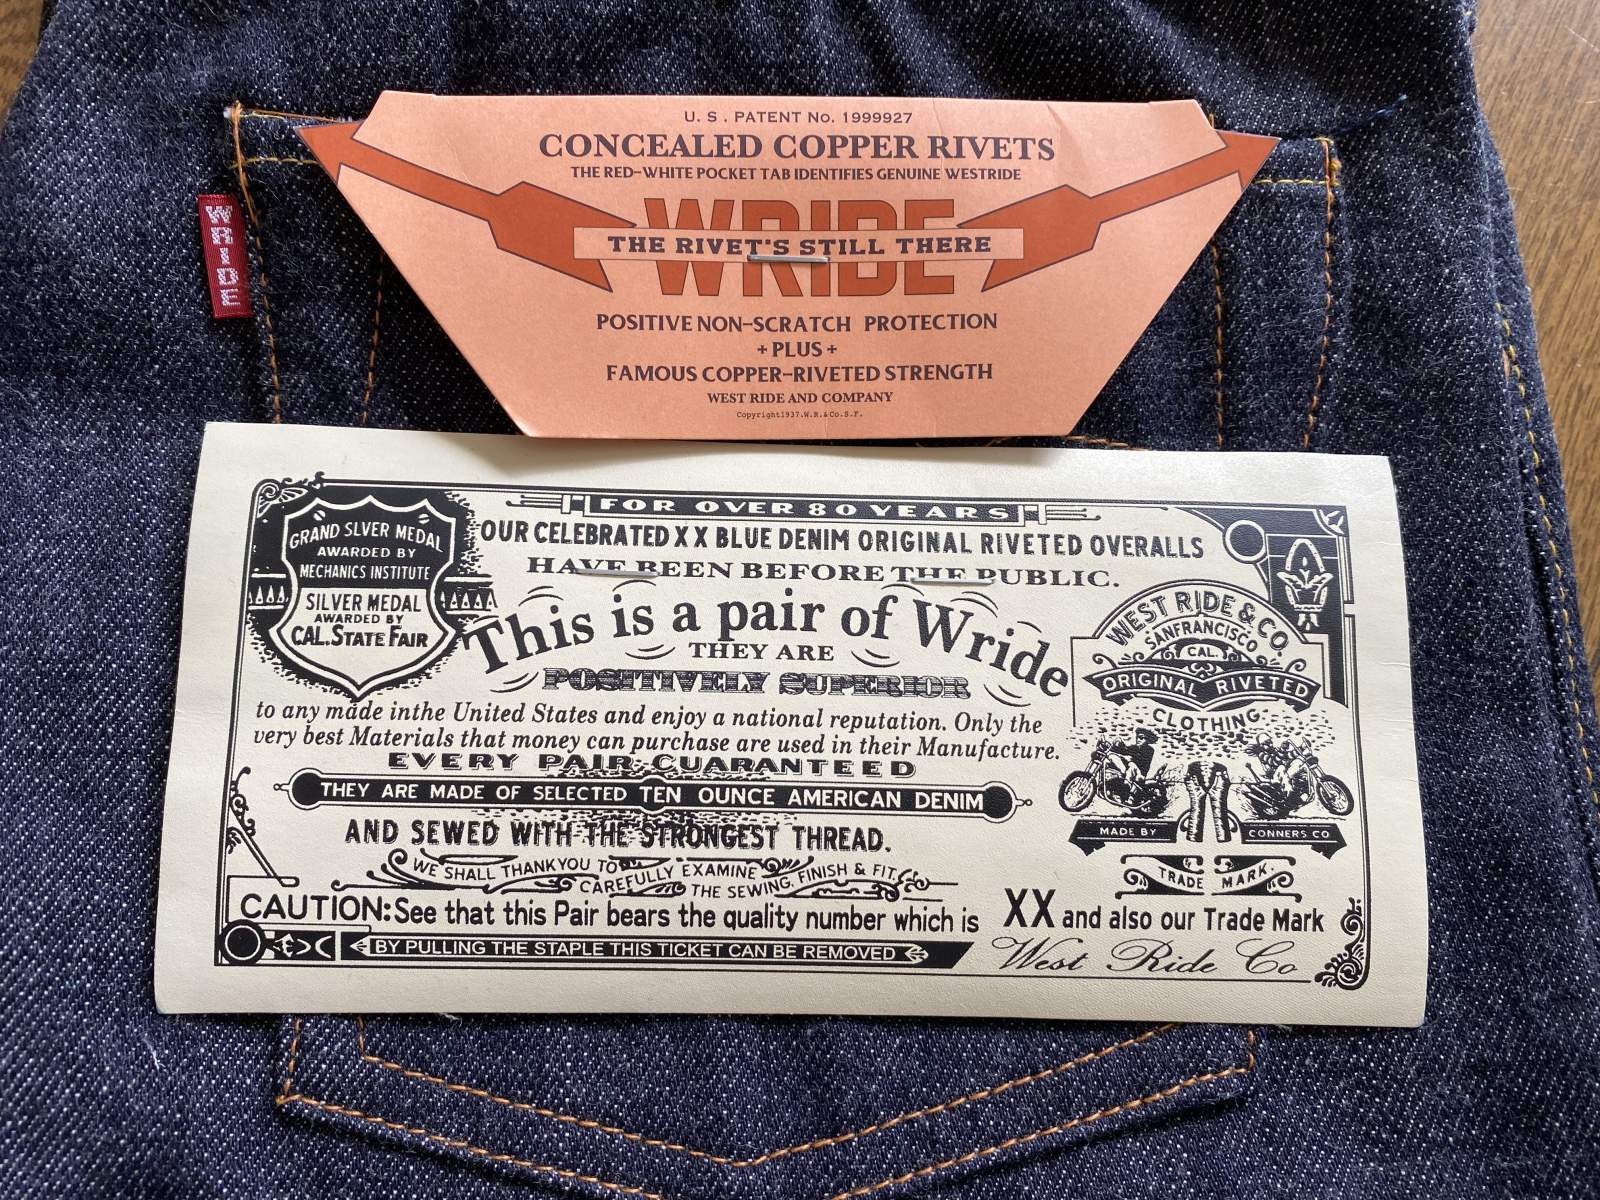 U. S. PATENT No. 1999927
CONCEALED COPPER RIVETS
THE RED-WHITE POCKET TAB IDENTIFIES GENUINE WESTRIDE
WRIDE
THE RIVET'S STILL THERE
POSITIVE NON-SCRATCH PROTECTION
+ PLUS +
FAMOUS COPPER-RIVETED STRENGTH
WEST RIDE AND COMPANY
Copyright1937.W.R.&Co.S.F.
WRIDE
FOR OVER 80 YEARS
OUR CELEBRATED X X BLUE DENIM ORIGINAL RIVETED OVERALLS
HAVE BEEN BEFORE THE PUBLIC.
GRAND SLVER MEDAL
AWARDED BY
MECHANICS INSTITUTE
SILVER MEDAL
AWARDED BY
CAL. STATE FAIR
This is a pair of Wride
THEY ARE
POSITIVELY SUPERIOR
to any made inthe United States and enjoy a national reputation. Only the
very best Materials that money can purchase are used in their Manufacture.
EVERY PAIR CUARANTEED
THEY ARE MADE OF SELECTED TEN OUNCE AMERICAN DENIM
AND SEWED WITH THE STRONGEST THREAD.
WE SHALL THANKYOU TO
CAREFULLY EXAMINE
THE SEWING, FINISH & FIT.
WEST RIDE & CO.
SANFRANCISCO
CAL.
ORIGINAL RIVETED
CLOTHING
MADE BY CONNERS CO
TRADE MARK.
CAUTION: See that this Pair bears the quality number which is XX and also our Trade Mark
BY PULLING THE STAPLE THIS TICKET CAN BE REMOVED
West Ride Co